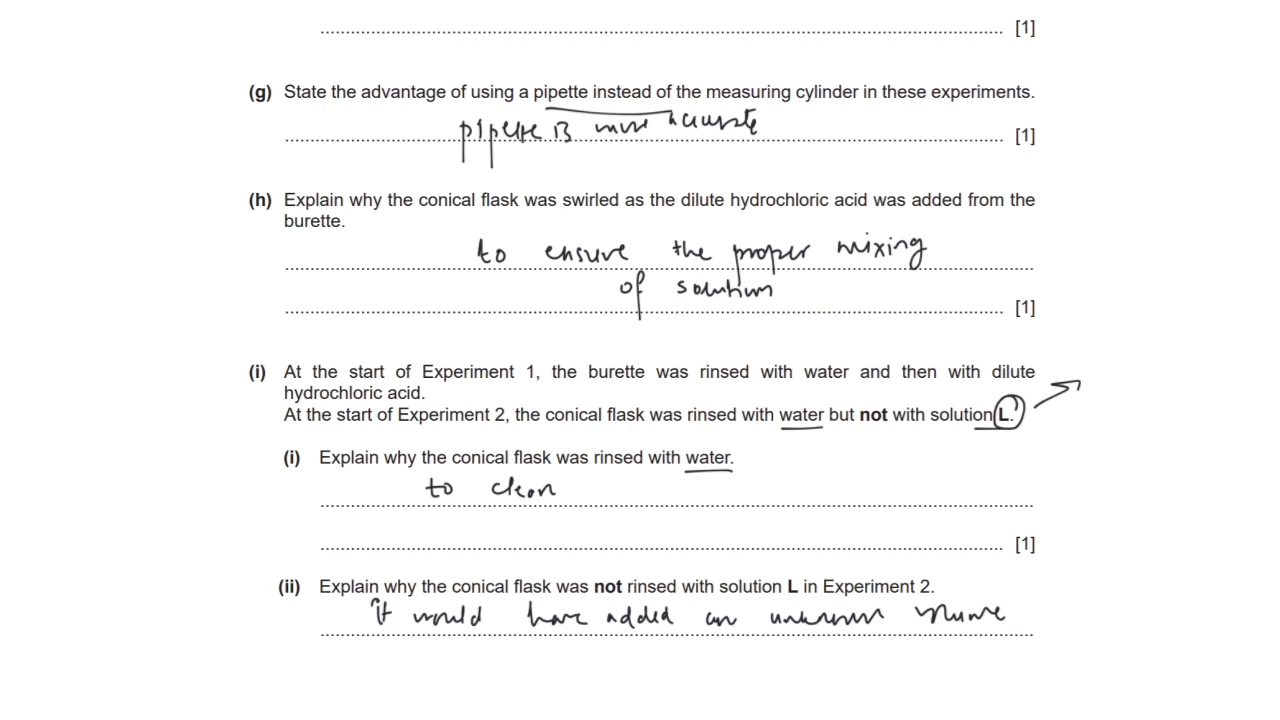 [1]
(g) State the advantage of using a pipette instead of the measuring cylinder in these experiments.
pipette is more accurate
[1]
(h) Explain why the conical flask was swirled as the dilute hydrochloric acid was added from the
burette.
to ensure the proper mixing
of solution
[1]
(i) At the start of Experiment 1, the burette was rinsed with water and then with dilute
hydrochloric acid.
At the start of Experiment 2, the conical flask was rinsed with water but not with solution L.
(i) Explain why the conical flask was rinsed with water.
to clean
[1]
(ii) Explain why the conical flask was not rinsed with solution L in Experiment 2.
it would have added an unknown volume